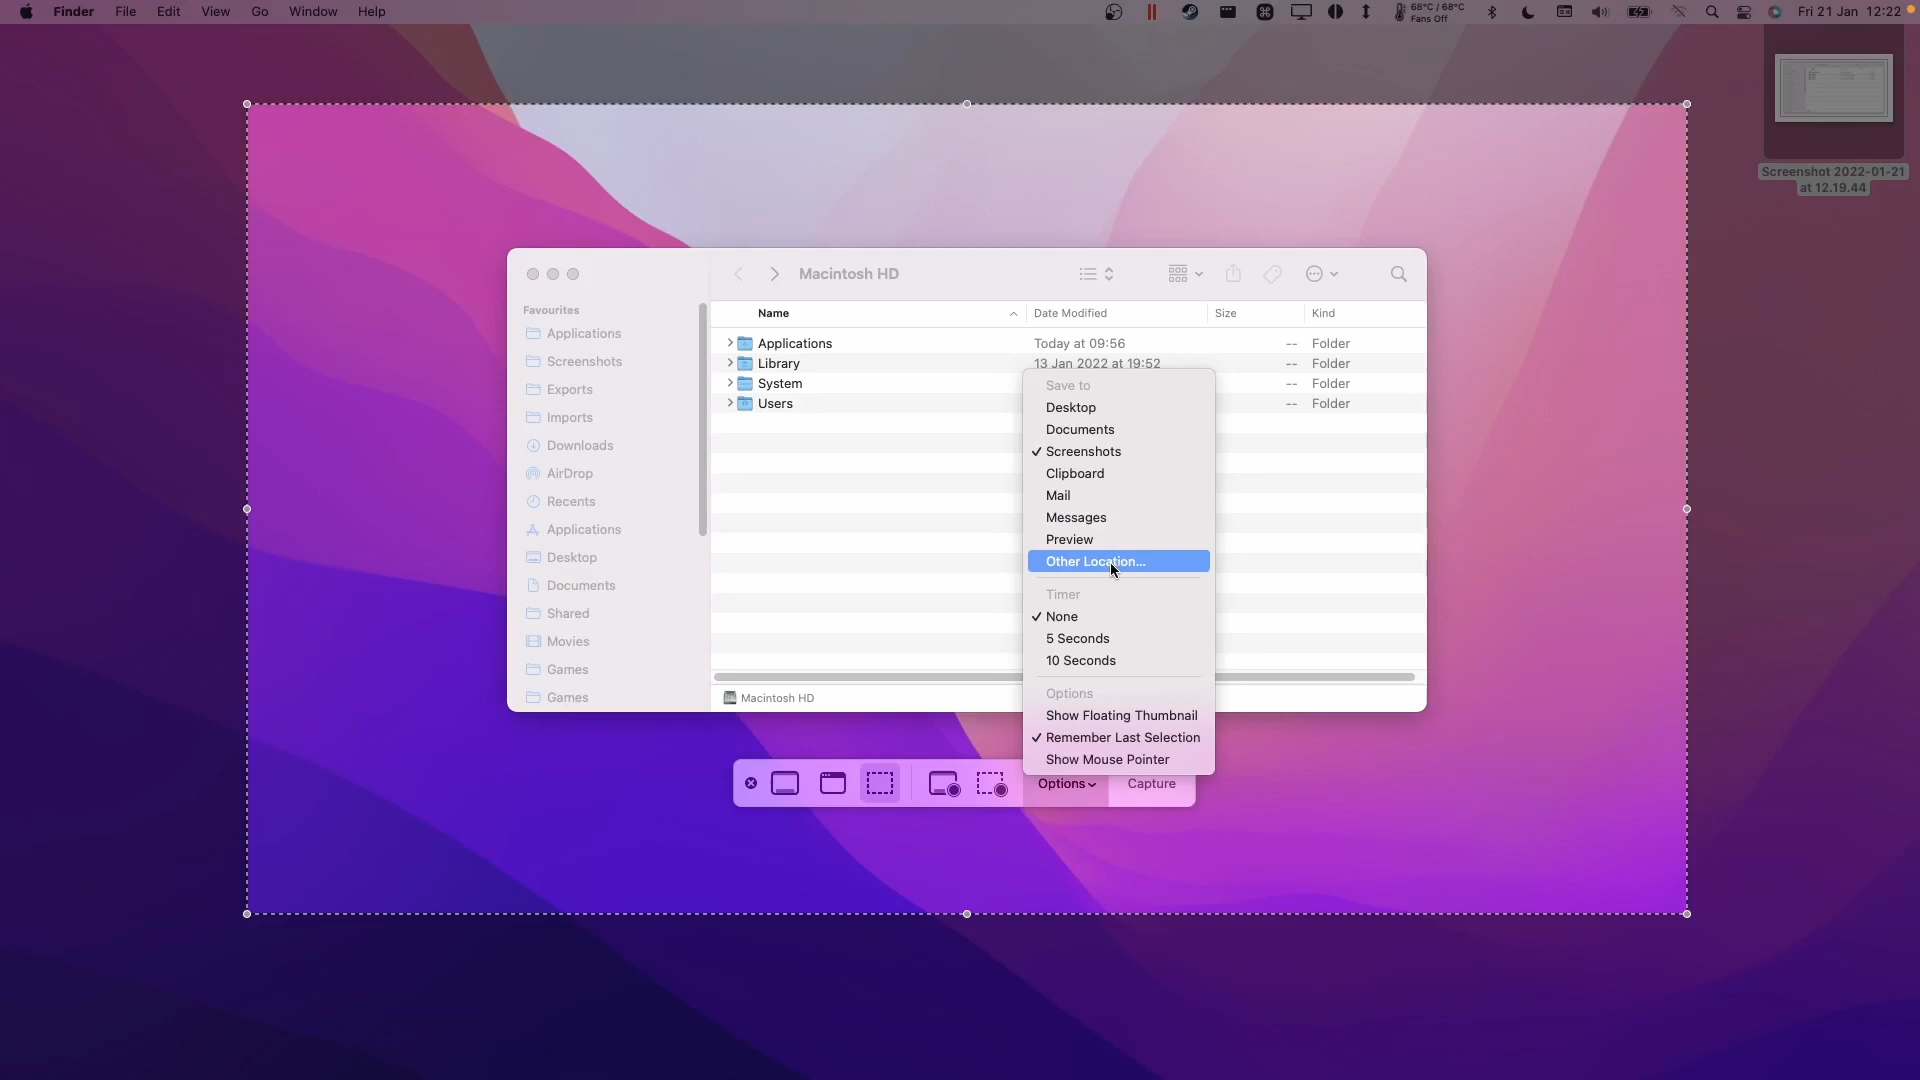 Finder File Edit View Go Window Help
68°C / 68°C
Fans Off
Fri 21 Jan 12:22
Screenshot 2022-01-21
at 12.19.44
Macintosh HD
Favourites
Applications
Screenshots
Exports
Imports
Downloads
AirDrop
Recents
Applications
Desktop
Documents
Shared
Movies
Games
Games
Name Date Modified Size Kind
Applications Today at 09:56 -- Folder
Library 13 Jan 2022 at 19:52 -- Folder
System -- Folder
Users -- Folder
Macintosh HD
Save to
Desktop
Documents
✓ Screenshots
Clipboard
Mail
Messages
Preview
Other Location...
Timer
✓ None
5 Seconds
10 Seconds
Options
Show Floating Thumbnail
✓ Remember Last Selection
Show Mouse Pointer
Options Capture